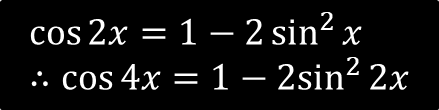 cos 2x = 1 − 2 sin² x
∴ cos 4x = 1 − 2sin² 2x